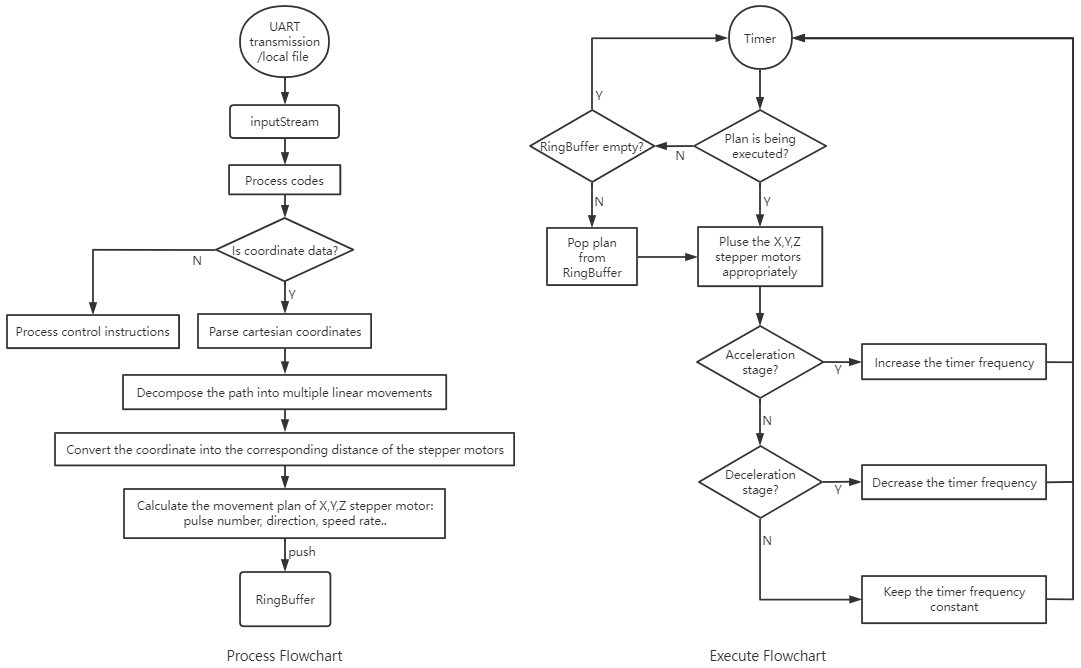 UART
transmission
/local file
inputStream
Process codes
Is coordinate data?
N
Y
Process control instructions
Parse cartesian coordinates
Decompose the path into multiple linear movements
Convert the coordinate into the corresponding distance of the stepper motors
Calculate the movement plan of X,Y,Z stepper motor:
pulse number, direction, speed rate..
push
RingBuffer
Process Flowchart
Timer
Y
RingBuffer empty?
N
Plan is being
executed?
N
Y
Pop plan
from
RingBuffer
Pluse the X,Y,Z
stepper motors
appropriately
Acceleration
stage?
Y
Increase the timer frequency
N
Deceleration
stage?
Y
Decrease the timer frequency
N
Keep the timer frequency
constant
Execute Flowchart